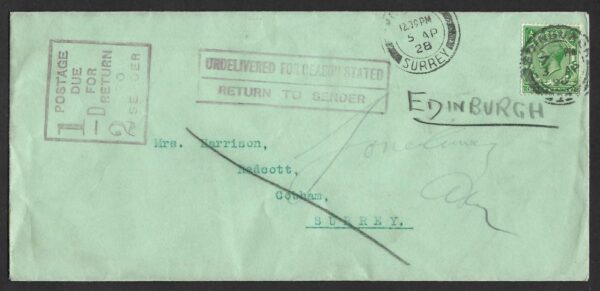 12.30 PM
5 AP
28
SURREY
EDINBURGH
POSTAGE
DUE
FOR
RETURN
TO
SENDER
1
D
2
UNDELIVERED FOR REASON STATED
RETURN TO SENDER
EDINBURGH
Mrs. Harrison,
Cobham,
SURREY.